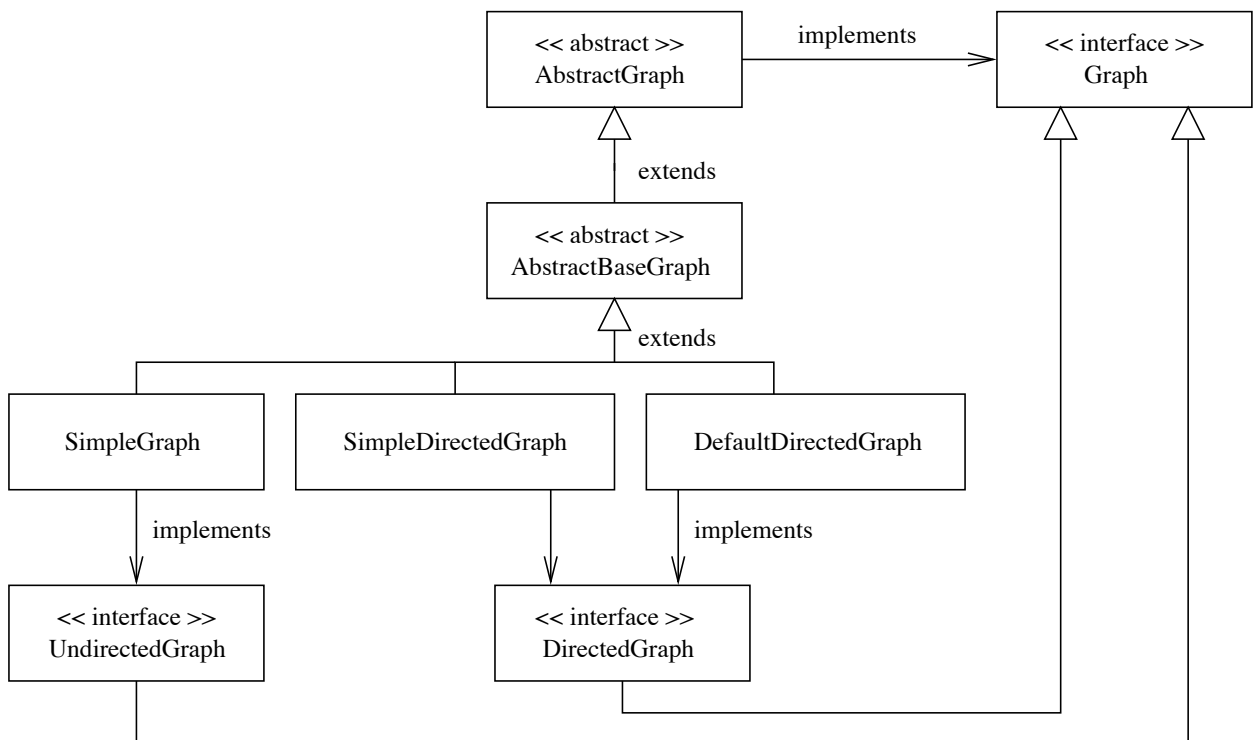 << abstract >>
AbstractGraph
implements
<< interface >>
Graph
extends
<< abstract >>
AbstractBaseGraph
extends
SimpleGraph
SimpleDirectedGraph
DefaultDirectedGraph
implements
implements
<< interface >>
UndirectedGraph
<< interface >>
DirectedGraph